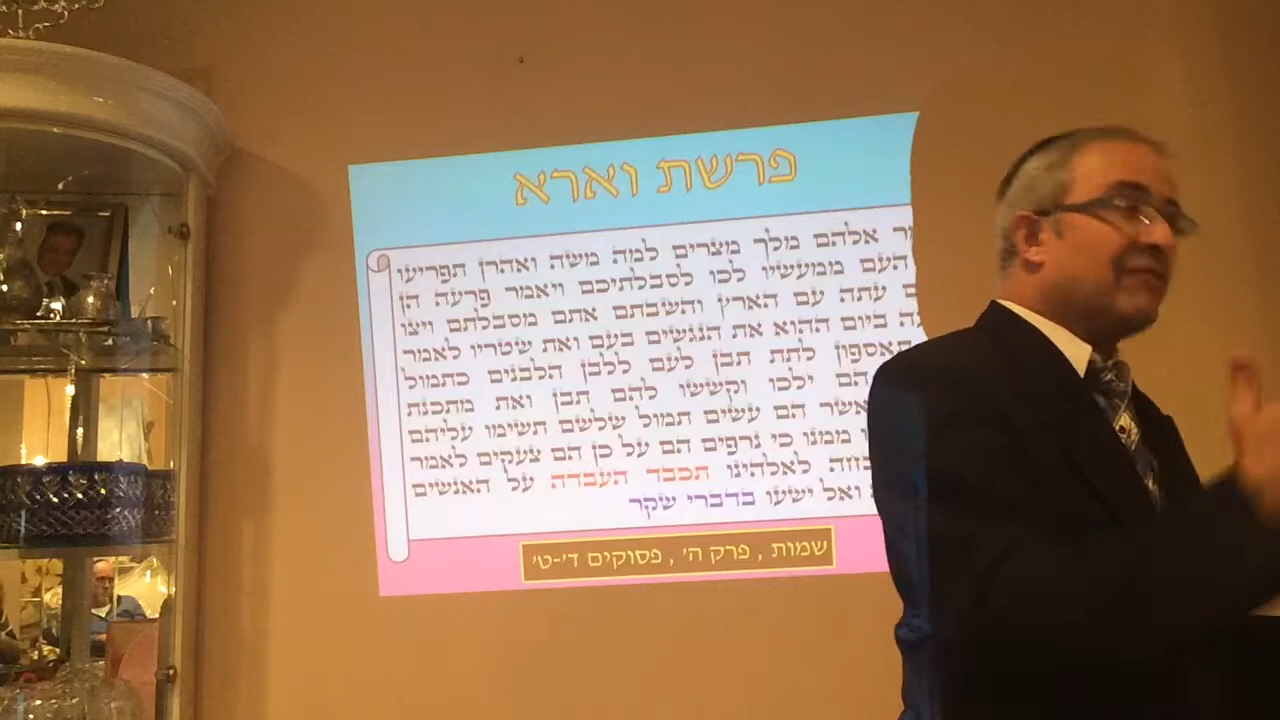 פרשת וארא
אלהם מלך מצרים למה משה ואהרן תפריעו
העם ממעשיו לכו לסבלתיכם ויאמר פרעה הן
עתה עם הארץ והשבתם אתם מסבלתם ויצו
ביום ההוא את הנגשים בעם ואת שטריו לאמר
תאספון לתת תבן לעם ללבן הלבנים כתמול
הם ילכו וקששו להם תבן ואת מתכנת
אשר הם עשים תמול שלשם תשימו עליהם
ממנו כי נרפים הם על כן הם צעקים לאמר
לאלהינו תכבד העבדה על האנשים
ואל ישעו בדברי שקר
שמות , פרק ה' , פסוקים ד'-ט'